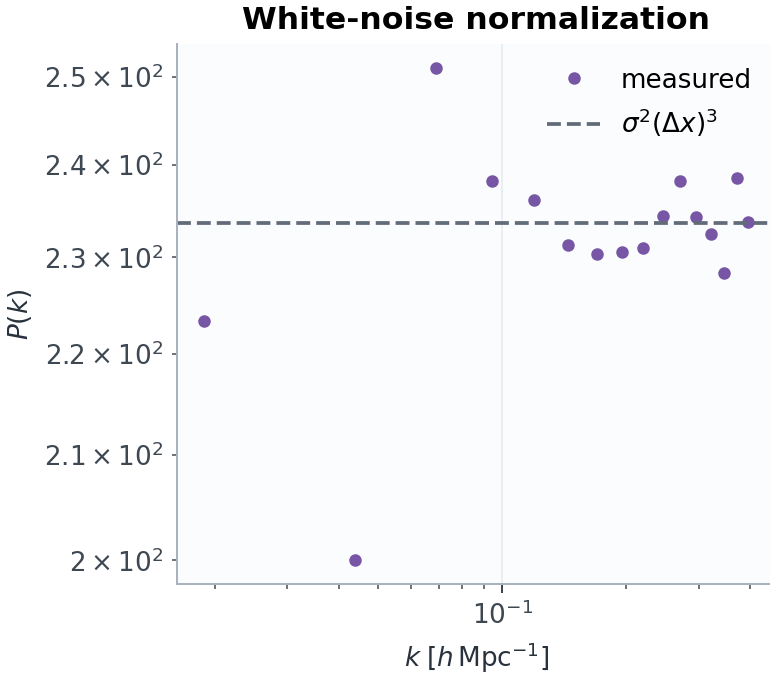 White-noise normalization
2.5 × 10²
2.4 × 10²
2.3 × 10²
2.2 × 10²
2.1 × 10²
2 × 10²
P(k)
measured
σ²(Δx)³
10⁻¹
k [h Mpc⁻¹]